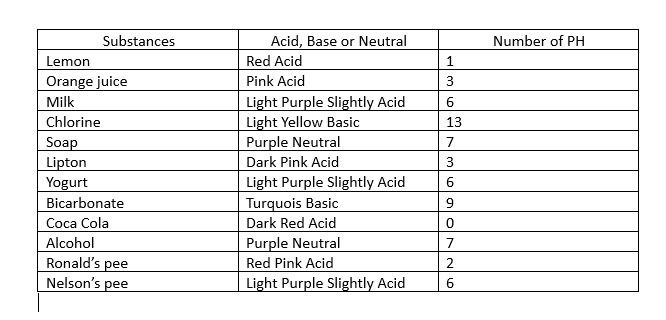 Substances Acid, Base or Neutral Number of PH
Lemon Red Acid 1
Orange juice Pink Acid 3
Milk Light Purple Slightly Acid 6
Chlorine Light Yellow Basic 13
Soap Purple Neutral 7
Lipton Dark Pink Acid 3
Yogurt Light Purple Slightly Acid 6
Bicarbonate Turquois Basic 9
Coca Cola Dark Red Acid 0
Alcohol Purple Neutral 7
Ronald's pee Red Pink Acid 2
Nelson's pee Light Purple Slightly Acid 6